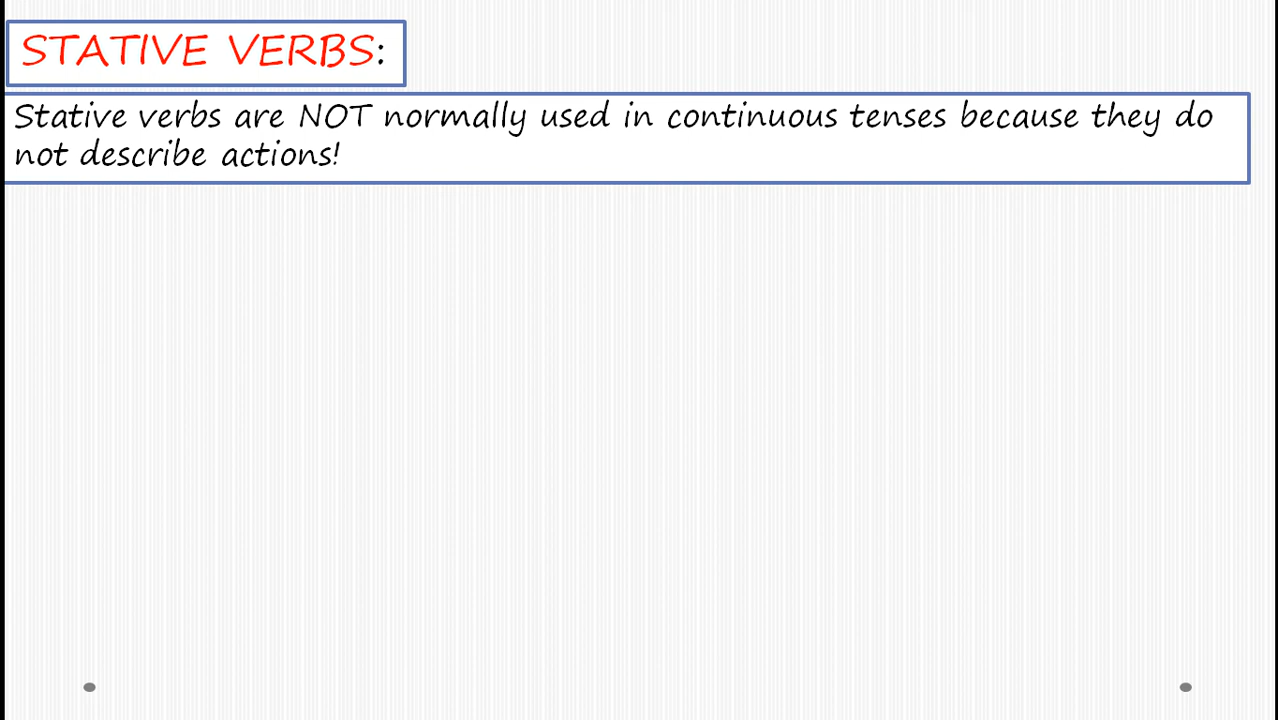 STATIVE VERBS:
Stative verbs are NOT normally used in continuous tenses because they do
not describe actions!